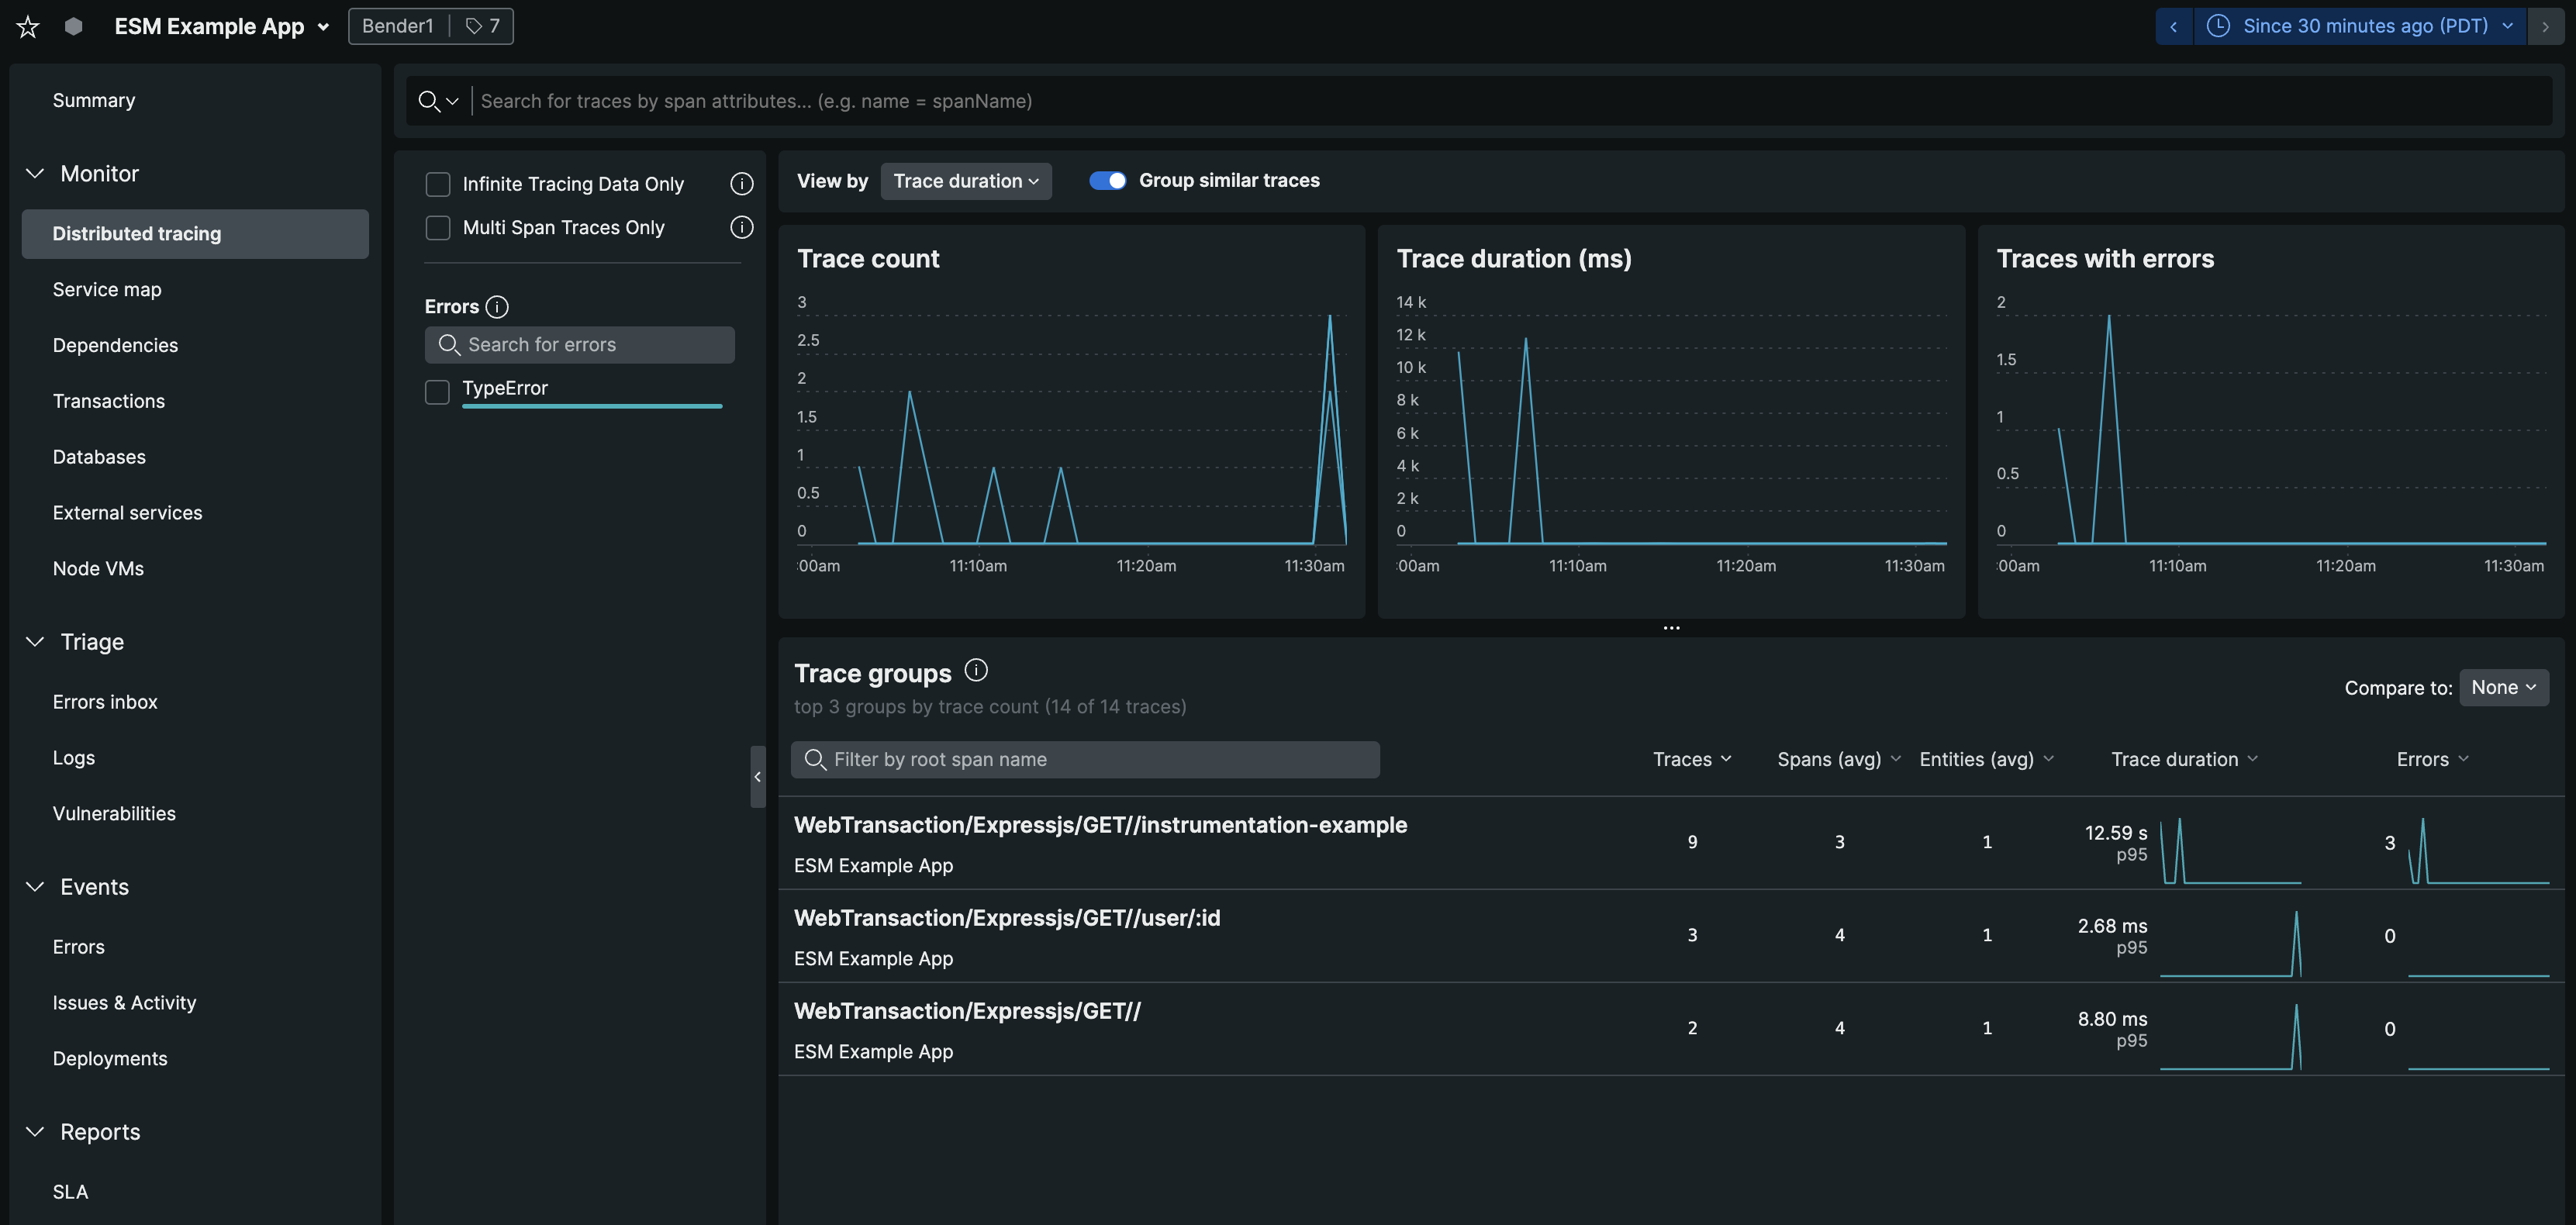 ESM Example App
Bender1
7
Since 30 minutes ago (PDT)
Summary
Monitor
Distributed tracing
Service map
Dependencies
Transactions
Databases
External services
Node VMs
Triage
Errors inbox
Logs
Vulnerabilities
Events
Errors
Issues & Activity
Deployments
Reports
SLA
Search for traces by span attributes... (e.g. name = spanName)
Infinite Tracing Data Only
Multi Span Traces Only
Errors
Search for errors
TypeError
View by
Trace duration
Group similar traces
Trace count
3
2.5
2
1.5
1
0.5
0
:00am
11:10am
11:20am
11:30am
Trace duration (ms)
14 k
12 k
10 k
8 k
6 k
4 k
2 k
0
:00am
11:10am
11:20am
11:30am
Traces with errors
2
1.5
1
0.5
0
:00am
11:10am
11:20am
11:30am
...
Trace groups
top 3 groups by trace count (14 of 14 traces)
Compare to:
None
Filter by root span name
Traces
Spans (avg)
Entities (avg)
Trace duration
Errors
WebTransaction/Expressjs/GET//instrumentation-example
ESM Example App
9
3
1
12.59 s
p95
3
WebTransaction/Expressjs/GET//user/:id
ESM Example App
3
4
1
2.68 ms
p95
0
WebTransaction/Expressjs/GET//
ESM Example App
2
4
1
8.80 ms
p95
0